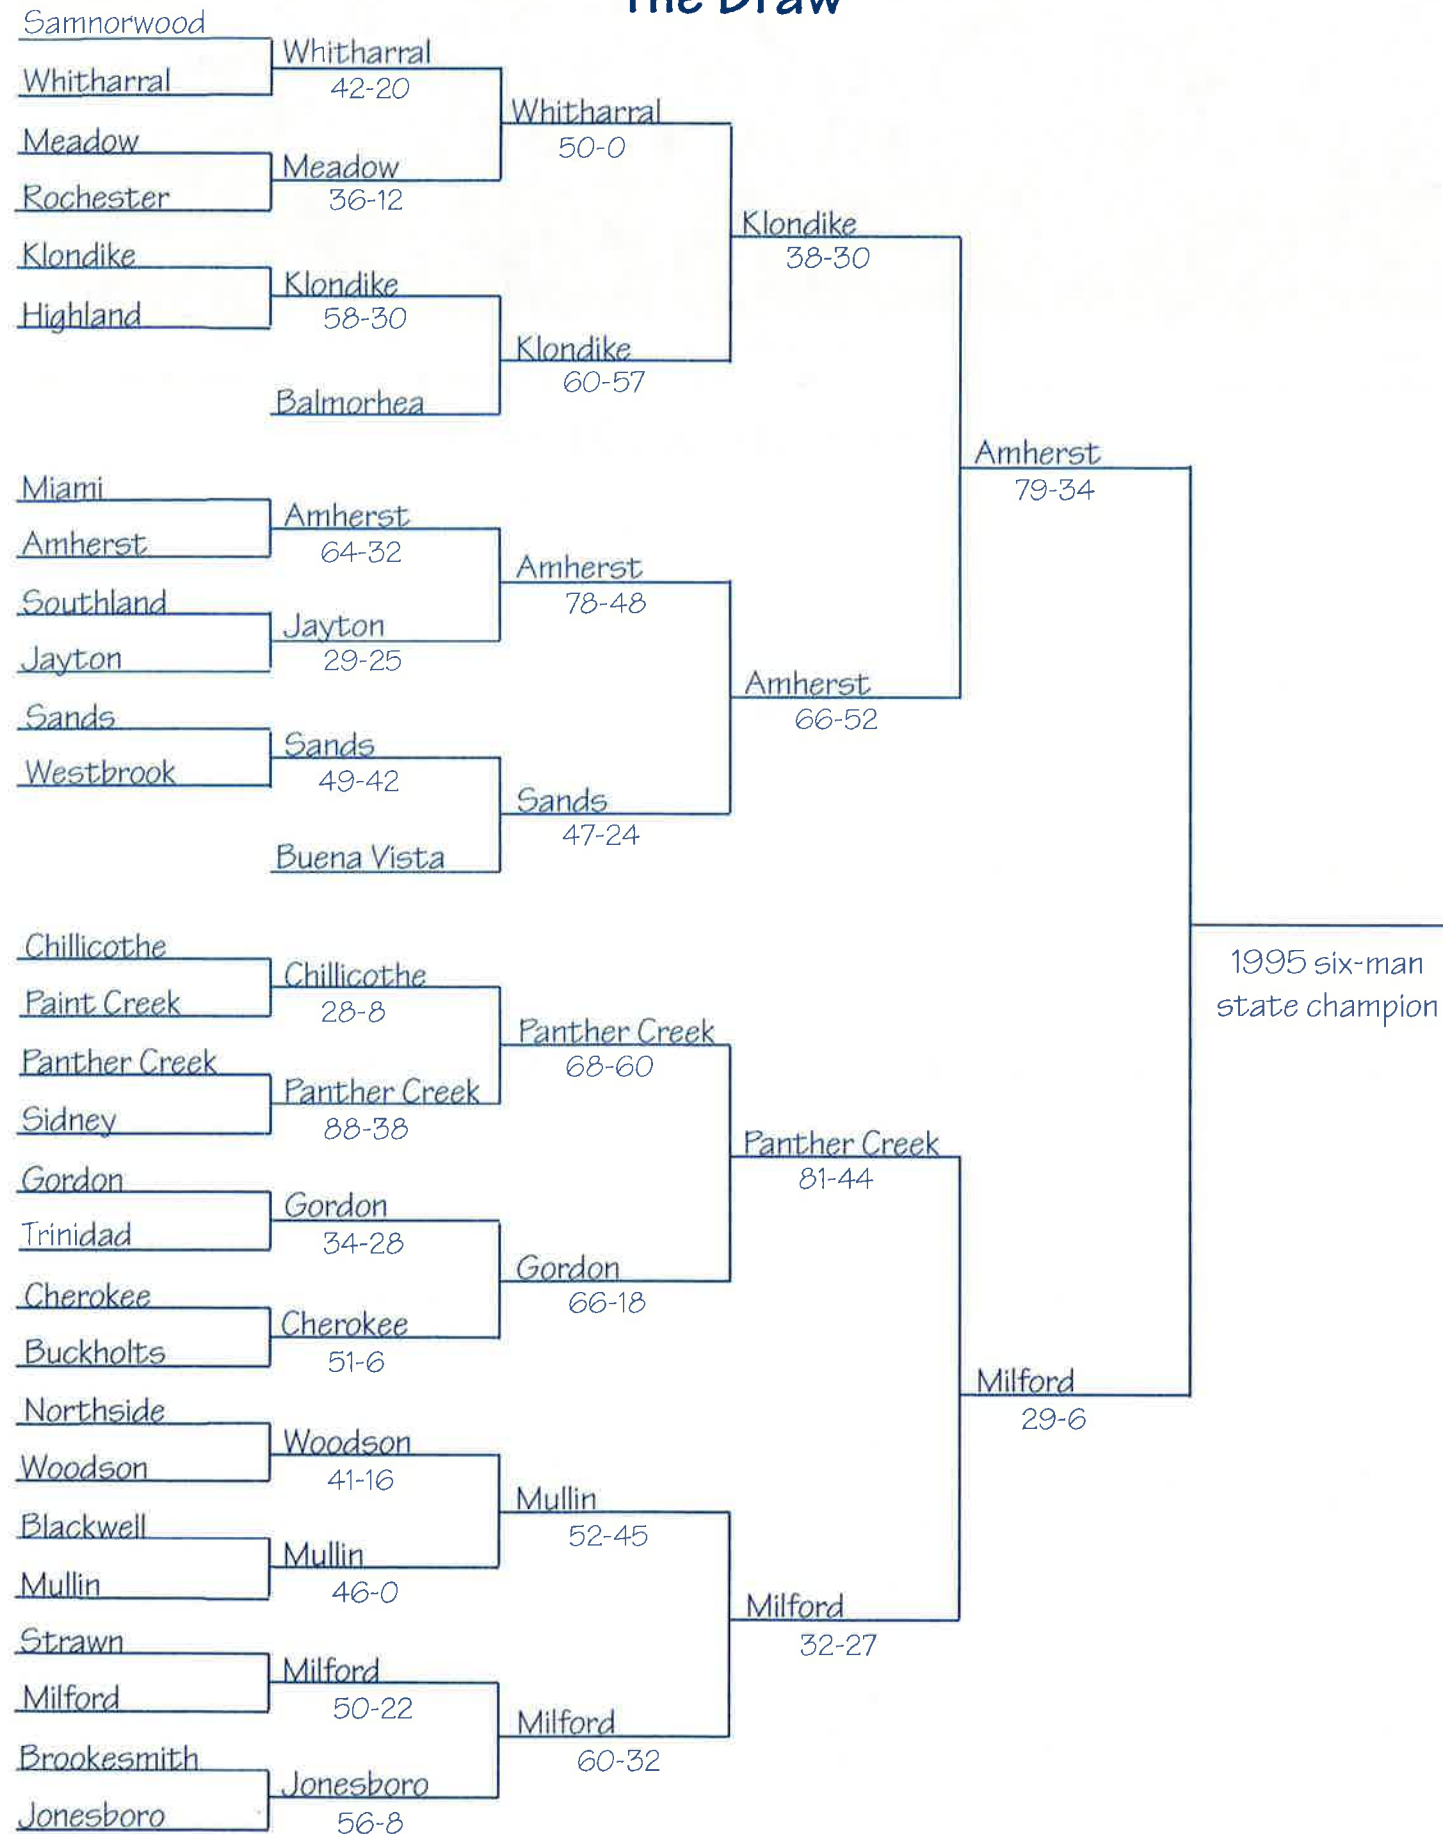 The Draw
Samnorwood
Whitharral
Whitharral
42-20
Whitharral
50-0
Meadow
Meadow
36-12
Rochester
Klondike
38-30
Klondike
Klondike
58-30
Highland
Klondike
60-57
Balmorhea
Amherst
79-34
Miami
Amherst
64-32
Amherst
Amherst
78-48
Southland
Jayton
29-25
Jayton
Amherst
66-52
Sands
Sands
49-42
Westbrook
Sands
47-24
Buena Vista
Chillicothe
Chillicothe
28-8
Paint Creek
Panther Creek
68-60
Panther Creek
Panther Creek
88-38
Sidney
Panther Creek
81-44
Gordon
Gordon
34-28
Trinidad
Gordon
66-18
Cherokee
Cherokee
51-6
Buckholts
1995 six-man
state champion
Milford
29-6
Northside
Woodson
41-16
Woodson
Mullin
52-45
Blackwell
Mullin
46-0
Mullin
Milford
32-27
Strawn
Milford
50-22
Milford
Milford
60-32
Brookesmith
Jonesboro
56-8
Jonesboro